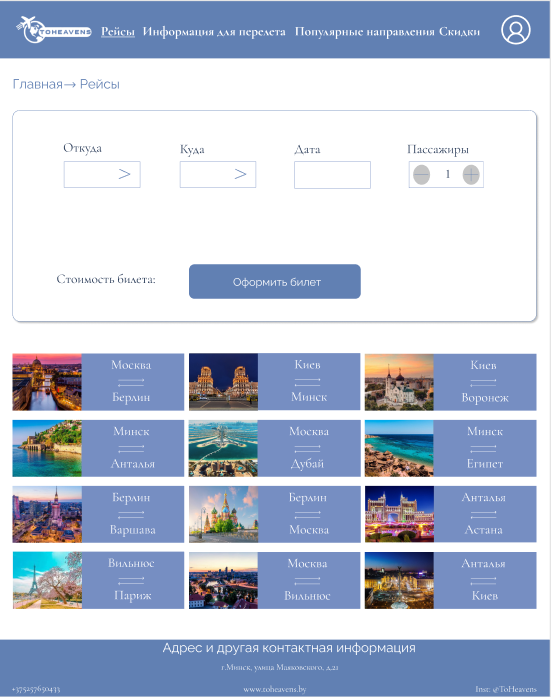 TOHEAVENS Рейсы Информация для перелета Популярные направления Скидки
Главная→ Рейсы
Откуда Куда Дата Пассажиры
> > − 1 +
Стоимость билета: Оформить билет
Москва Киев Киев
Берлин Минск Воронеж
Минск Москва Минск
Анталья Дубай Египет
Берлин Берлин Анталья
Варшава Москва Астана
Вильнюс Москва Анталья
Париж Вильнюс Киев
Адрес и другая контактная информация
г.Минск, улица Маяковского, д.21
+375257650433 www.toheavens.by Inst: @ToHeavens